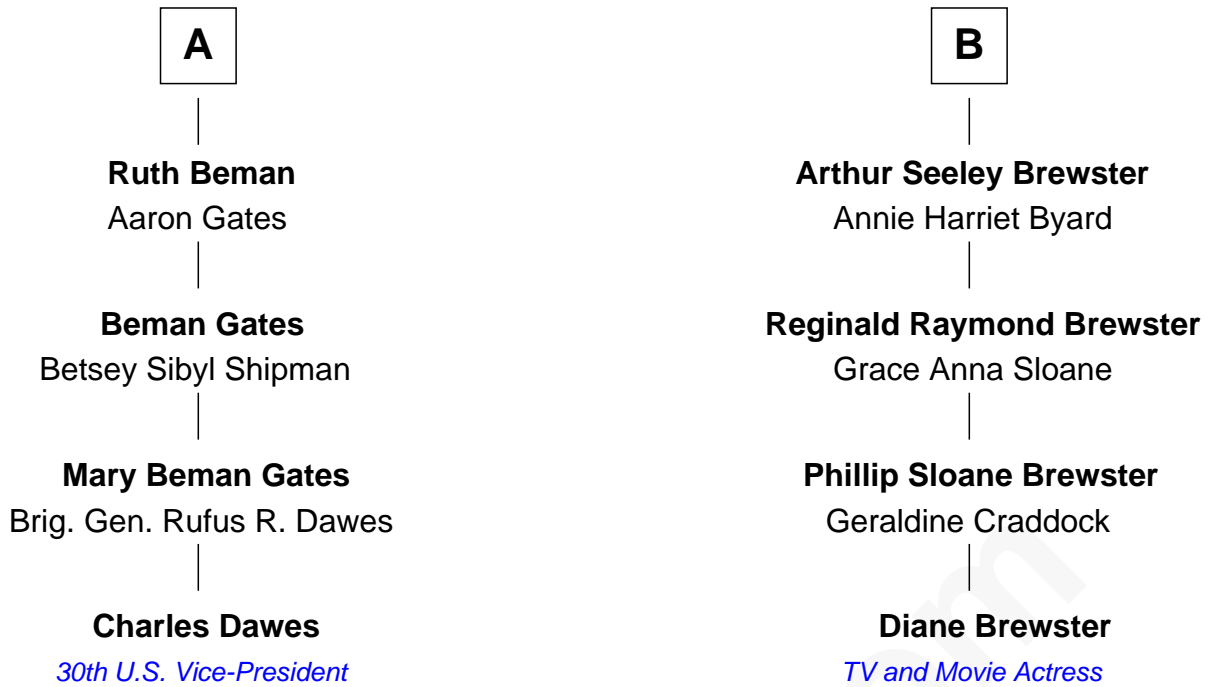 A
Ruth Beman
Aaron Gates
Beman Gates
Betsey Sibyl Shipman
Mary Beman Gates
Brig. Gen. Rufus R. Dawes
Charles Dawes
30th U.S. Vice-President
B
Arthur Seeley Brewster
Annie Harriet Byard
Reginald Raymond Brewster
Grace Anna Sloane
Phillip Sloane Brewster
Geraldine Craddock
Diane Brewster
TV and Movie Actress